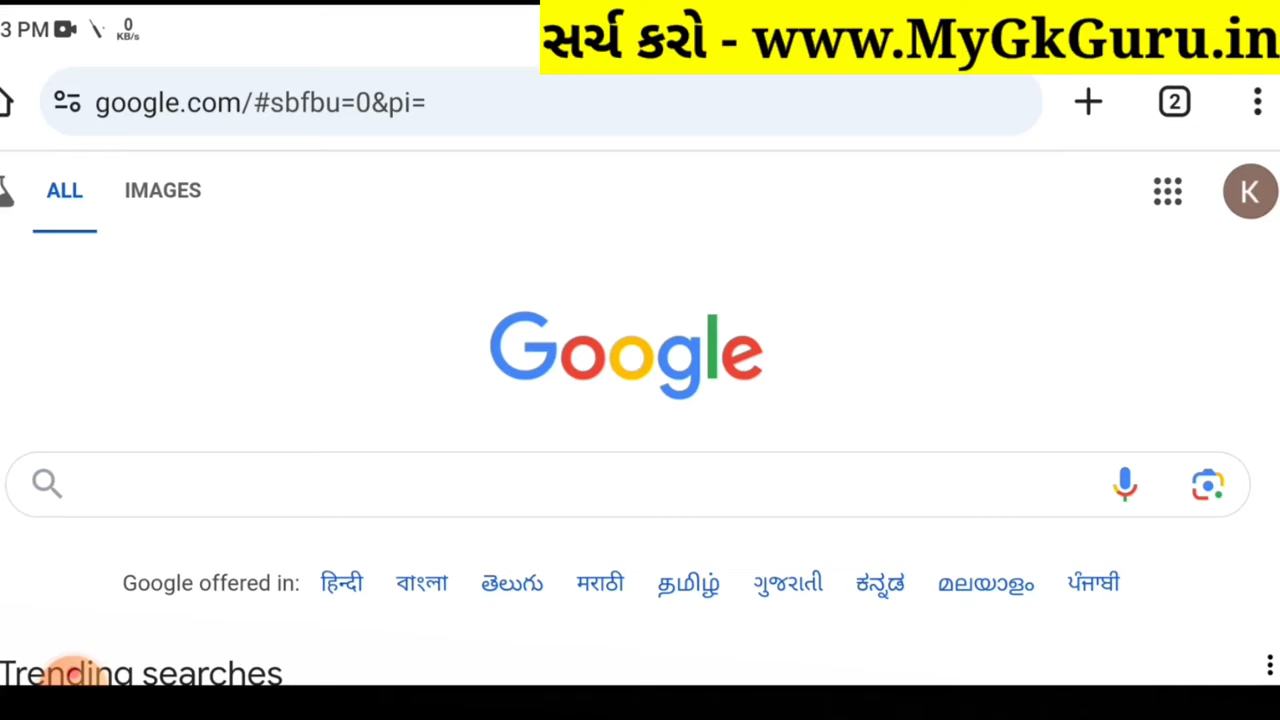 3 PM 0 KB/s
સર્ચ કરો - www.MyGkGuru.in
google.com/#sbfbu=0&pi=
2
ALL IMAGES
K
Google
Google offered in: हिन्दी বাংলা తెలుగు मराठी தமிழ் ગુજરાતી ಕನ್ನಡ മലയാളം ਪੰਜਾਬੀ
Trending searches